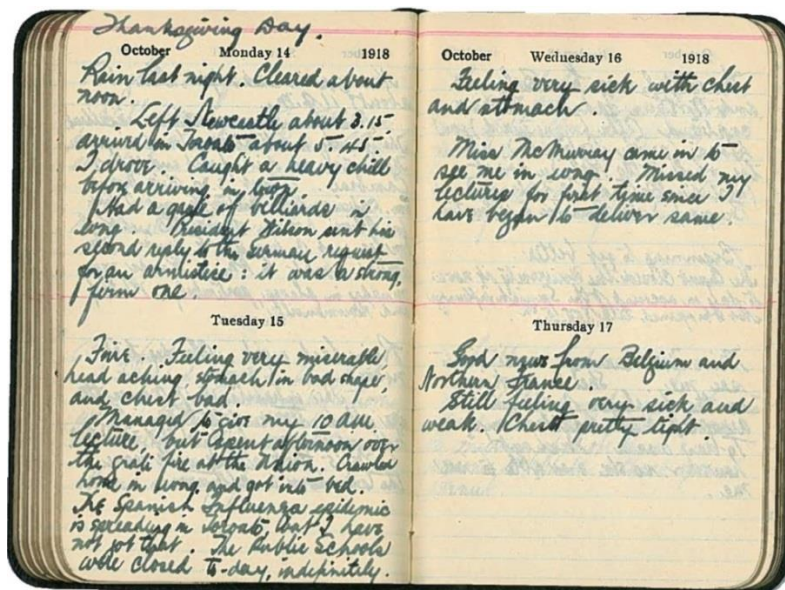 Thanksgiving Day.
October Monday 14 1918
Rain last night. Cleared about
noon.
Left Newcastle about 3.15
arrived in Toronto about 5.45.
I drove. Caught a heavy chill
before arriving in town.
Had a game of billiards in
evng. President Wilson sent his
second reply to the German request
for an armistice: it was a strong,
firm one.
Tuesday 15
Fine. Feeling very miserable,
head aching, stomach in bad shape,
and chest bad.
Managed to give my 10 a.m.
lecture, but spent afternoon over
the grate fire at the Union. Crawled
home in evng and got into bed.
The Spanish Influenza epidemic
is spreading in Toronto, but I have
not got that. The Public Schools
were closed to-day, indefinitely.
October Wednesday 16 1918
Feeling very sick with chest
and stomach.
Miss McMurray came in to
see me in evng. Missed my
lectures for first time since I
have began to deliver same.
Thursday 17
Good news from Belgium and
Northern France
Still feeling very sick and
weak. Chest pretty tight.